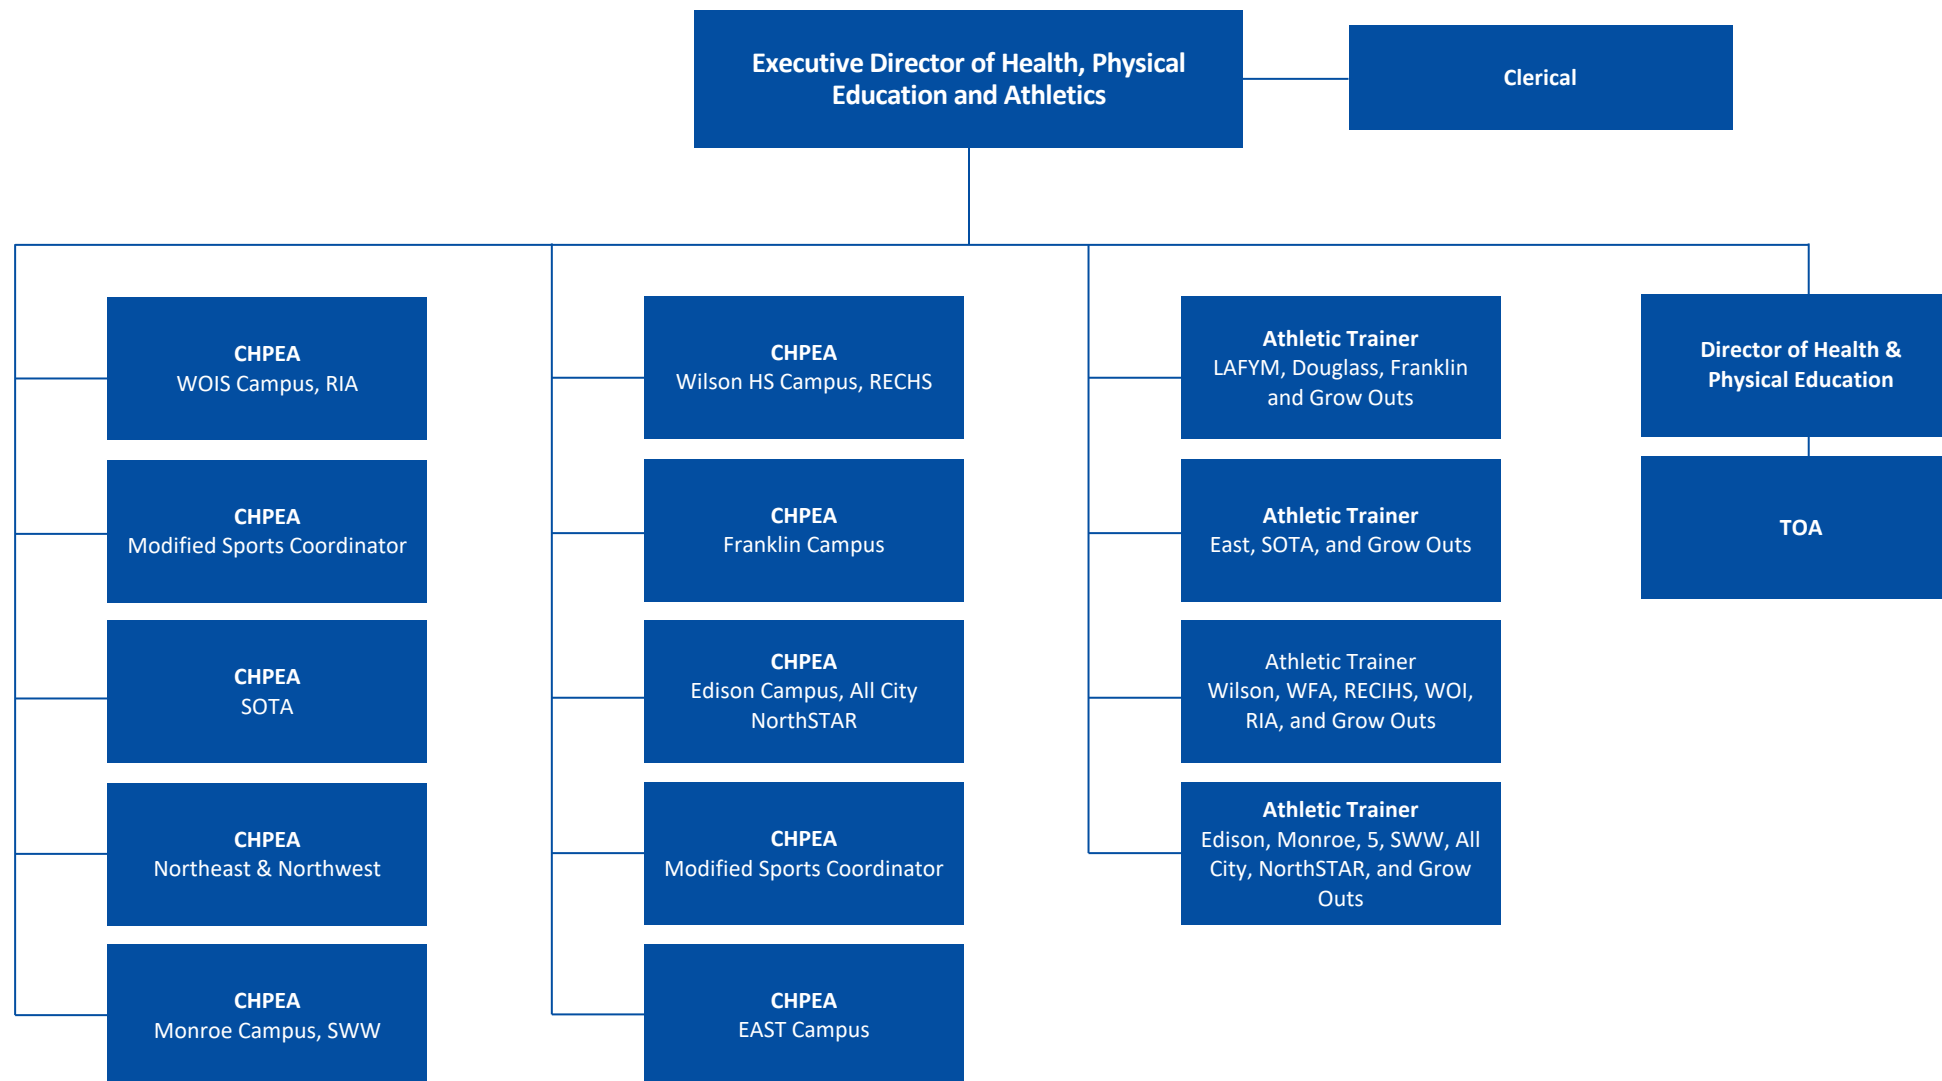 Executive Director of Health, Physical
Education and Athletics
Clerical
CHPEA
WOIS Campus, RIA
CHPEA
Modified Sports Coordinator
CHPEA
SOTA
CHPEA
Northeast & Northwest
CHPEA
Monroe Campus, SWW
CHPEA
Wilson HS Campus, RECHS
CHPEA
Franklin Campus
CHPEA
Edison Campus, All City
NorthSTAR
CHPEA
Modified Sports Coordinator
CHPEA
EAST Campus
Athletic Trainer
LAFYM, Douglass, Franklin
and Grow Outs
Athletic Trainer
East, SOTA, and Grow Outs
Athletic Trainer
Wilson, WFA, RECIHS, WOI,
RIA, and Grow Outs
Athletic Trainer
Edison, Monroe, 5, SWW, All
City, NorthSTAR, and Grow
Outs
Director of Health &
Physical Education
TOA